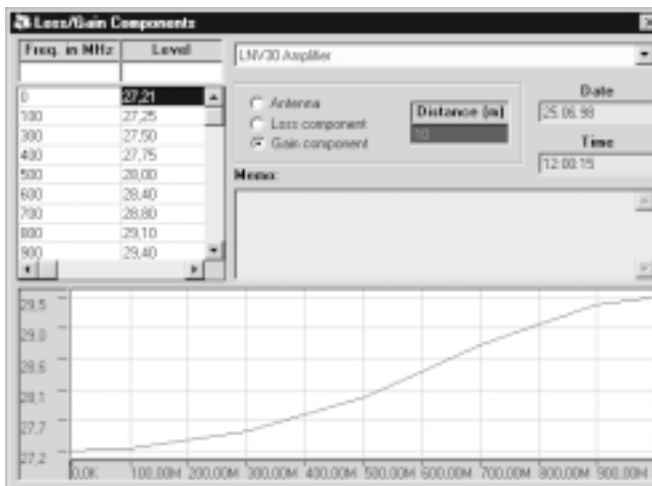 Loss/Gain Components
Freq. in MHz Level
LNV30 Amplifier
0 27,21
100 27,25
300 27,50
400 27,75
500 28,00
600 28,40
700 28,80
800 29,10
900 29,40
Antenna
Loss component
Gain component
Distance (m)
10
Date
25.06.98
Time
12:00:15
Memo:
29,5
29,0
28,6
28,1
27,7
27,2
0,0K 100,00M 200,00M 300,00M 400,00M 500,00M 600,00M 700,00M 800,00M 900,00M